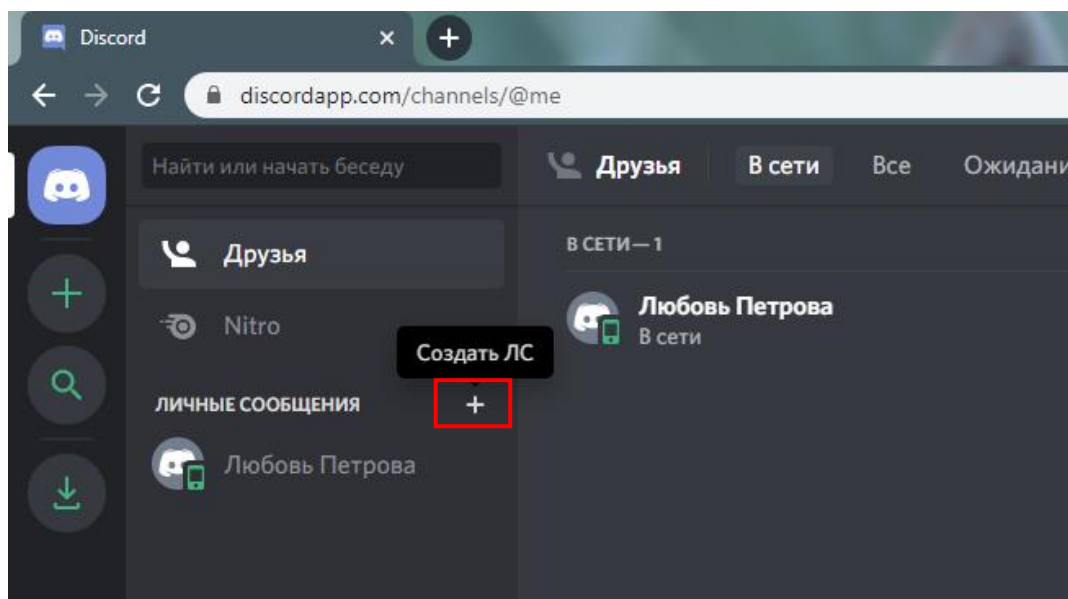 Discord
discordapp.com/channels/@me
Найти или начать беседу
Друзья
В сети
Все
Ожидани
Друзья
Nitro
Создать ЛС
ЛИЧНЫЕ СООБЩЕНИЯ
Любовь Петрова
В СЕТИ—1
Любовь Петрова
В сети